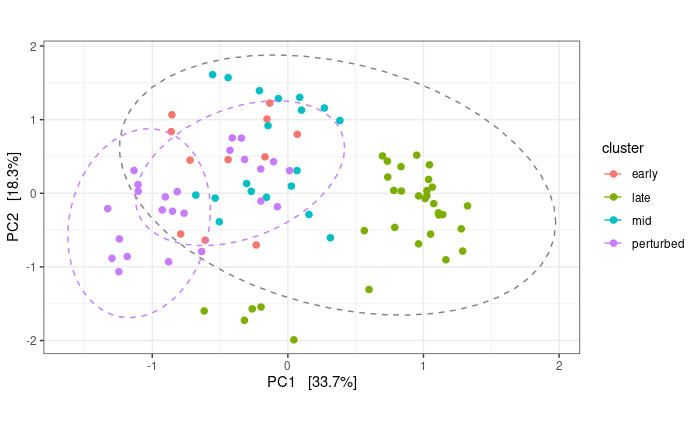 2
1
0
-1
-2
PC2 [18.3%]
-1
0
1
2
PC1 [33.7%]
cluster
early
late
mid
perturbed